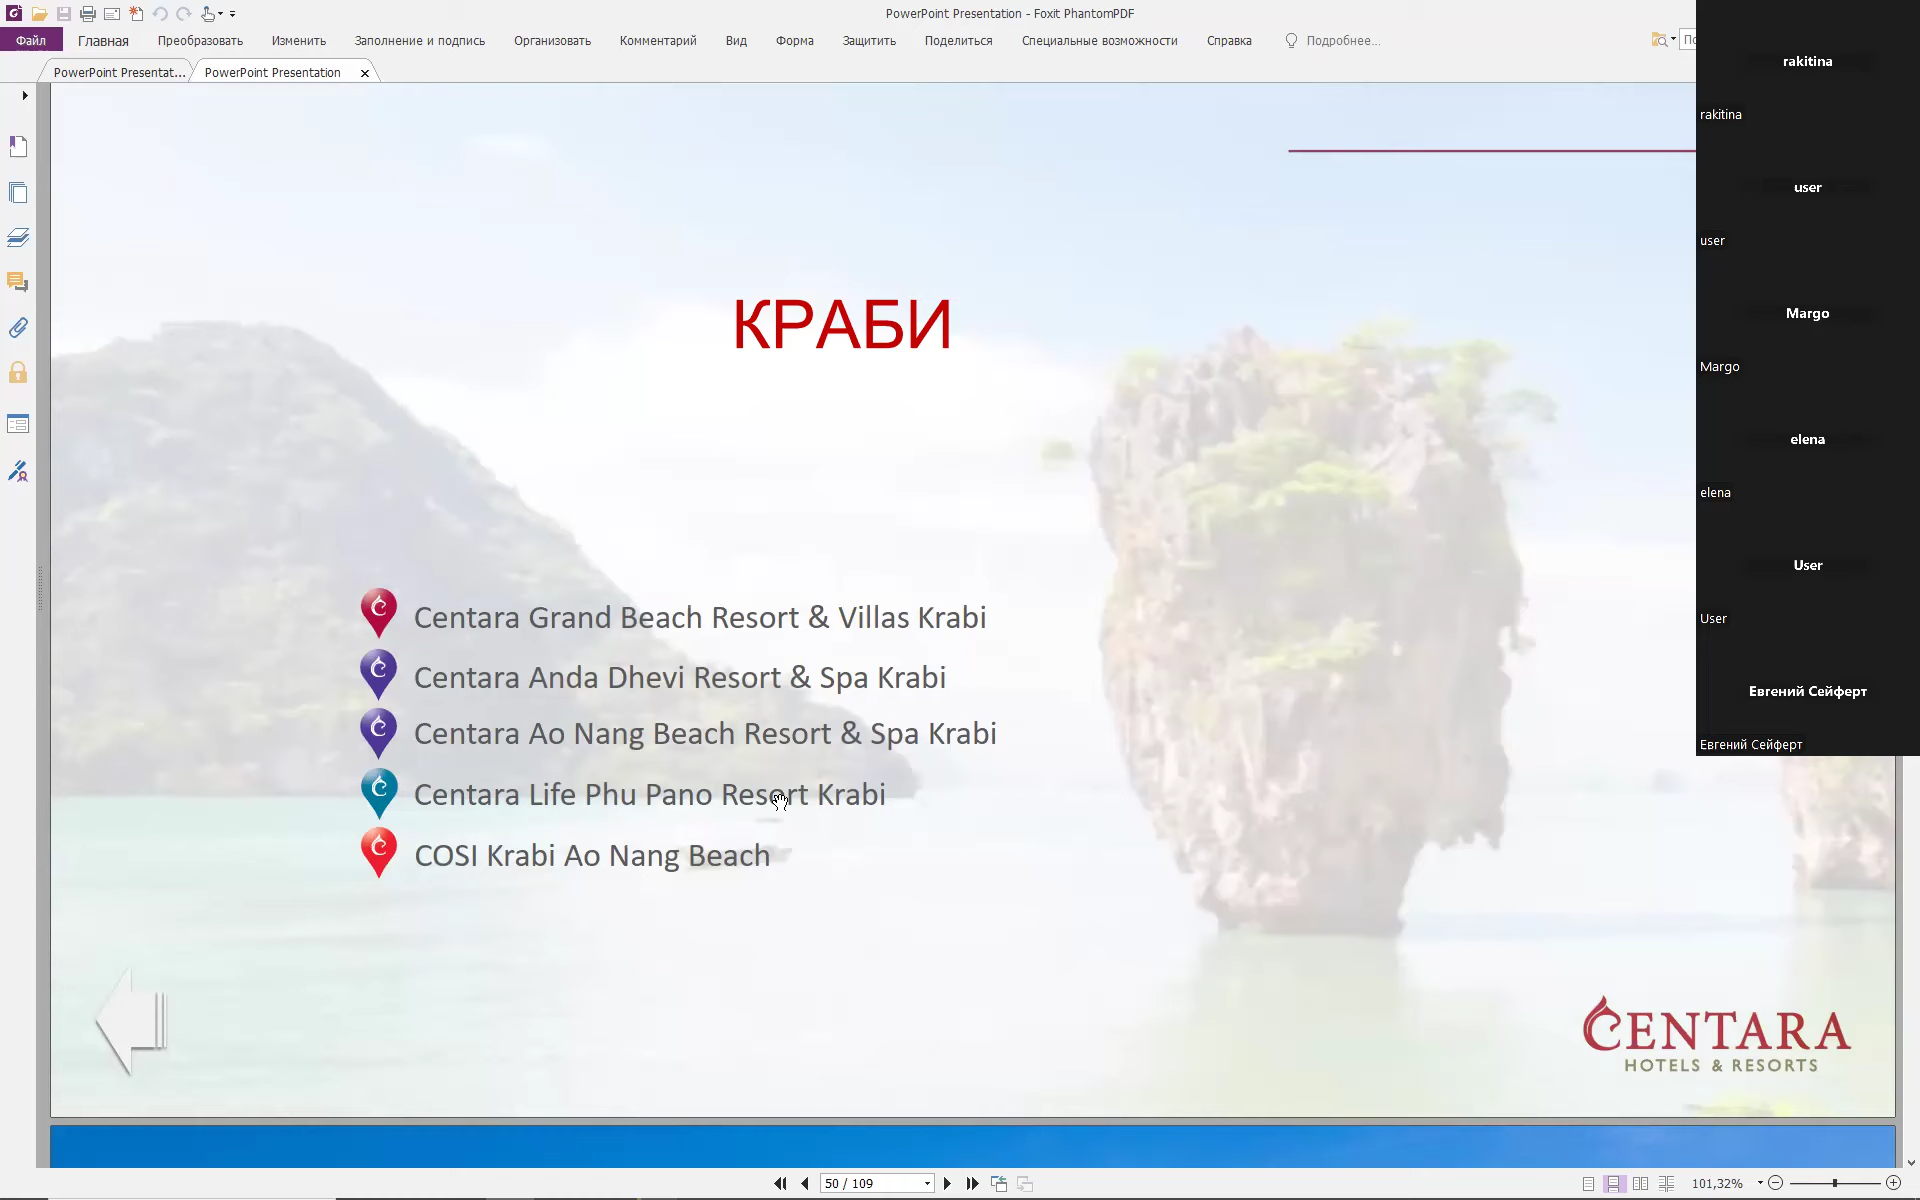 PowerPoint Presentation - Foxit PhantomPDF
Файл Главная Преобразовать Изменить Заполнение и подпись Организовать Комментарий Вид Форма Защитить Поделиться Специальные возможности Справка Подробнее...
PowerPoint Presentat... PowerPoint Presentation
КРАБИ
Centara Grand Beach Resort & Villas Krabi
Centara Anda Dhevi Resort & Spa Krabi
Centara Ao Nang Beach Resort & Spa Krabi
Centara Life Phu Pano Resort Krabi
COSI Krabi Ao Nang Beach
CENTARA
HOTELS & RESORTS
rakitina
rakitina
user
user
Margo
Margo
elena
elena
User
User
Евгений Сейферт
Евгений Сейферт
50 / 109
101,32%